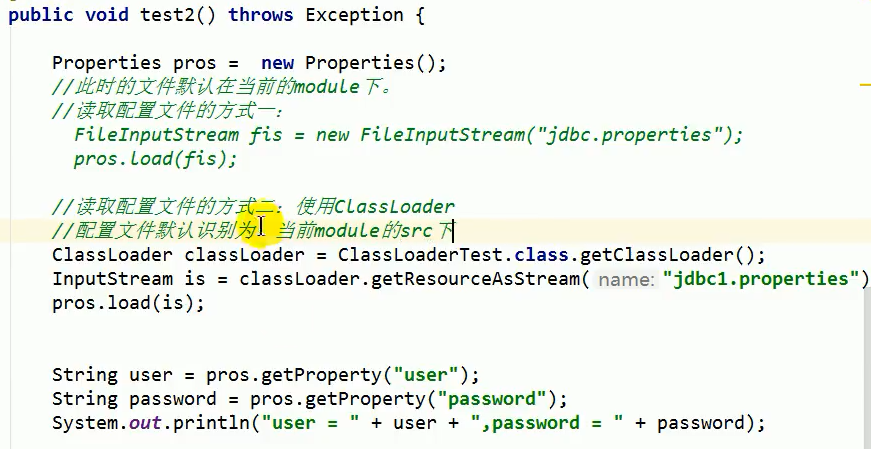 public void test2() throws Exception {
Properties pros =  new Properties();
//此时的文件默认在当前的module下。
//读取配置文件的方式一：
FileInputStream fis = new FileInputStream("jdbc.properties");
pros.load(fis);
//读取配置文件的方式二：使用ClassLoader
//配置文件默认识别为：当前module的src下
ClassLoader classLoader = ClassLoaderTest.class.getClassLoader();
InputStream is = classLoader.getResourceAsStream( name: "jdbc1.properties")
pros.load(is);
String user = pros.getProperty("user");
String password = pros.getProperty("password");
System.out.println("user = " + user + ",password = " + password);